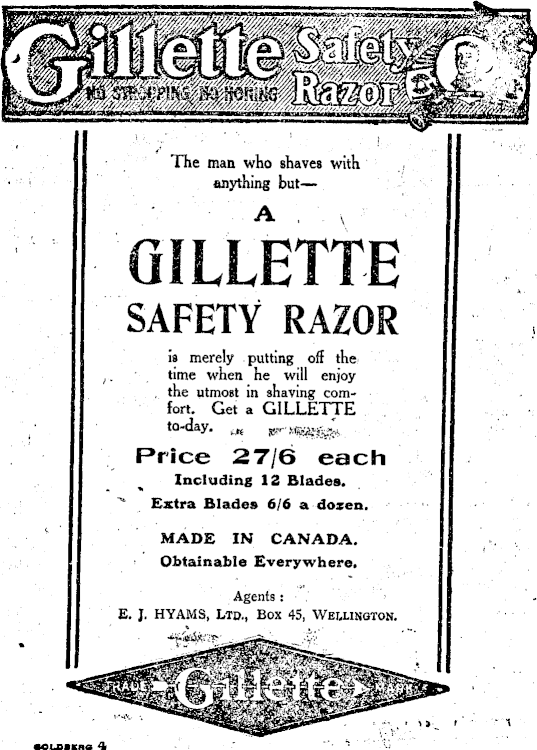 Gillette Safety
NO STROPPING NO HONING Razor
The man who shaves with
anything but—
A
GILLETTE
SAFETY RAZOR
is merely putting off the
time when he will enjoy
the utmost in shaving com-
fort. Get a GILLETTE
to-day.
Price 27/6 each
Including 12 Blades.
Extra Blades 6/6 a dozen.
MADE IN CANADA.
Obtainable Everywhere.
Agents :
E. J. HYAMS, LTD., Box 45, WELLINGTON.
TRADE Gillette MARK
GOLDBERG 4